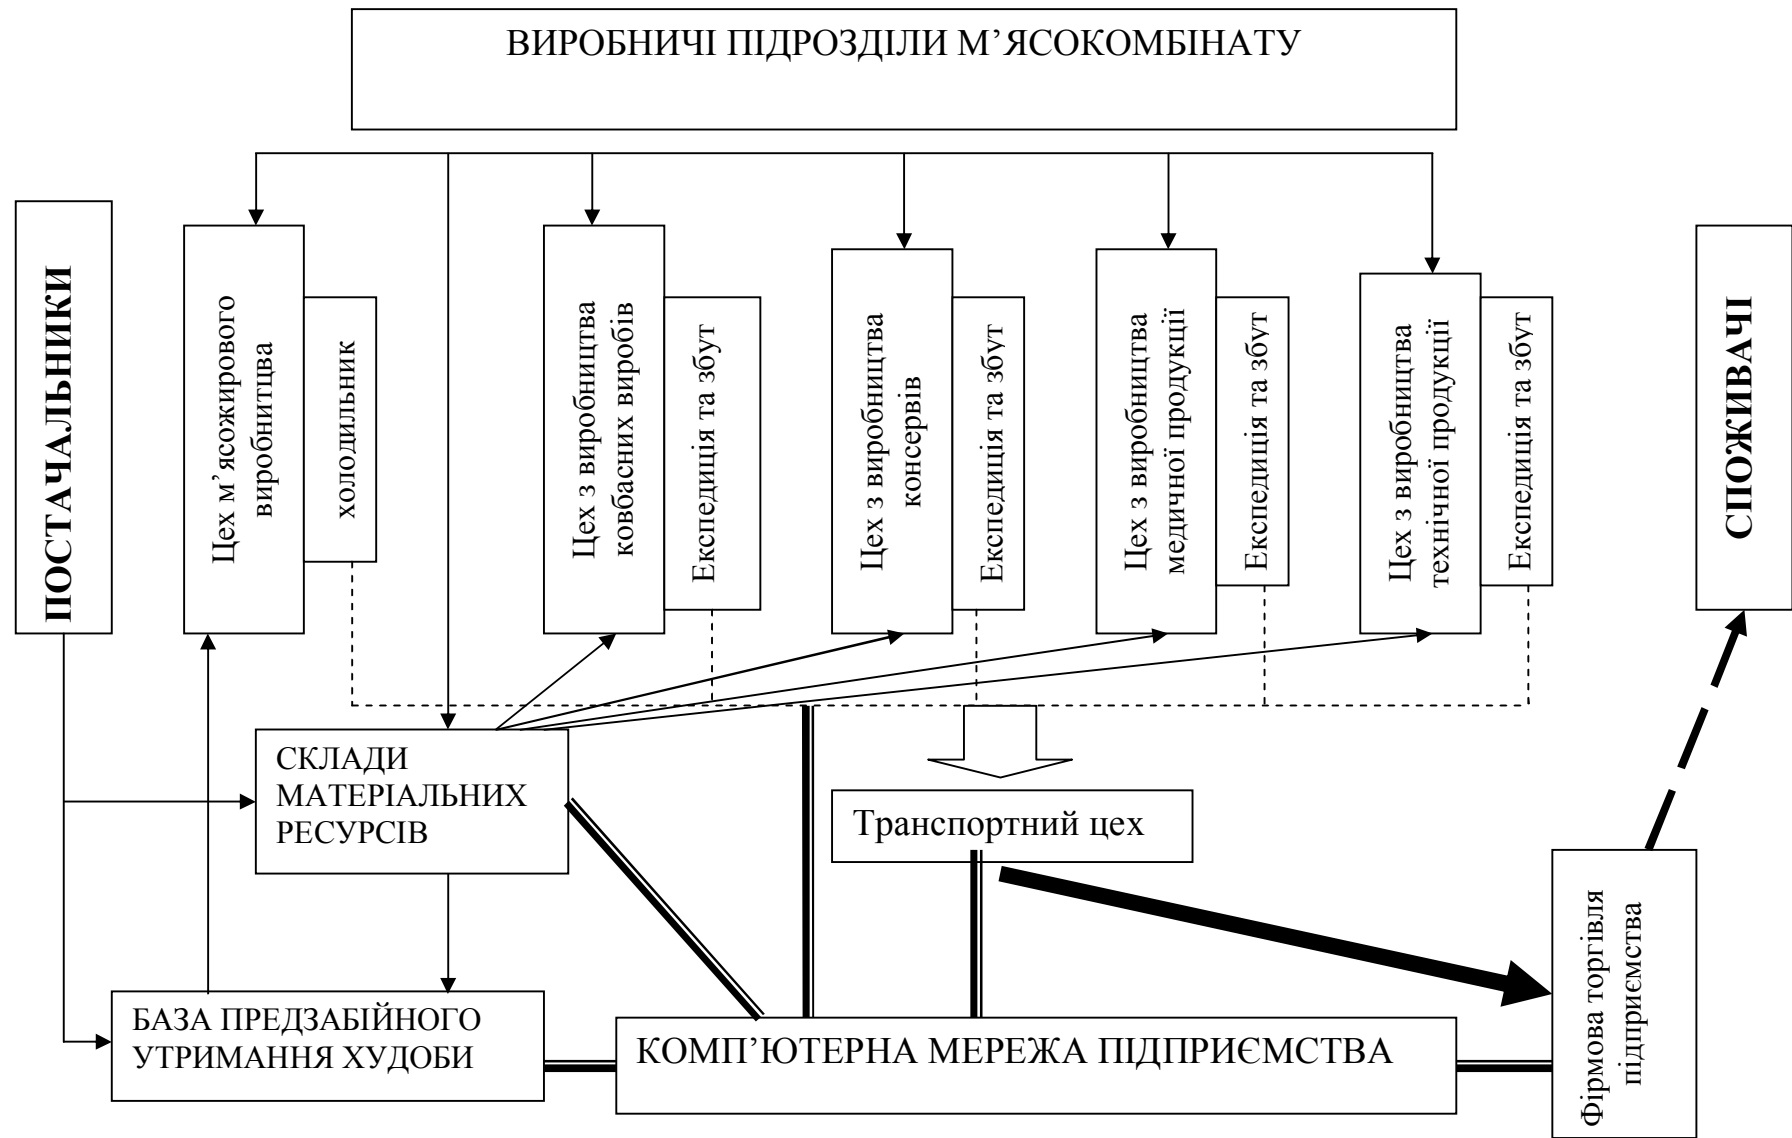 ВИРОБНИЧІ ПІДРОЗДІЛИ М’ЯСОКОМБІНАТУ
ПОСТАЧАЛЬНИКИ
Цех м’ясожирового
виробнитцва
холодильник
Цех з виробництва
ковбасних виробів
Експедиція та збут
Цех з виробництва
консервів
Експедиція та збут
Цех з виробництва
медичної продукції
Експедиція та збут
Цех з виробництва
технічної продукції
Експедиція та збут
СПОЖИВАЧІ
СКЛАДИ
МАТЕРІАЛЬНИХ
РЕСУРСІВ
Транспортний цех
Фірмова торгівля
підприємства
БАЗА ПРЕДЗАБІЙНОГО
УТРИМАННЯ ХУДОБИ
КОМП’ЮТЕРНА МЕРЕЖА ПІДПРИЄМСТВА